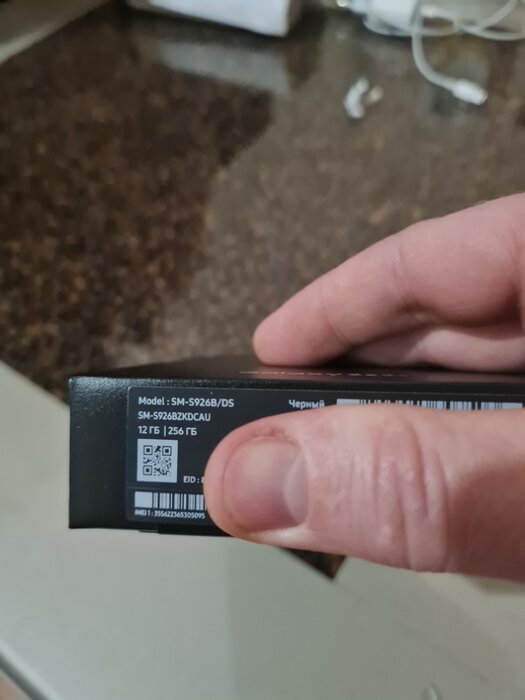 Model : SM-S926B/DS
Черный
SM-S926BZKDCAU
12 ГБ | 256 ГБ
EID :
IMEI 1 : 355622365305095